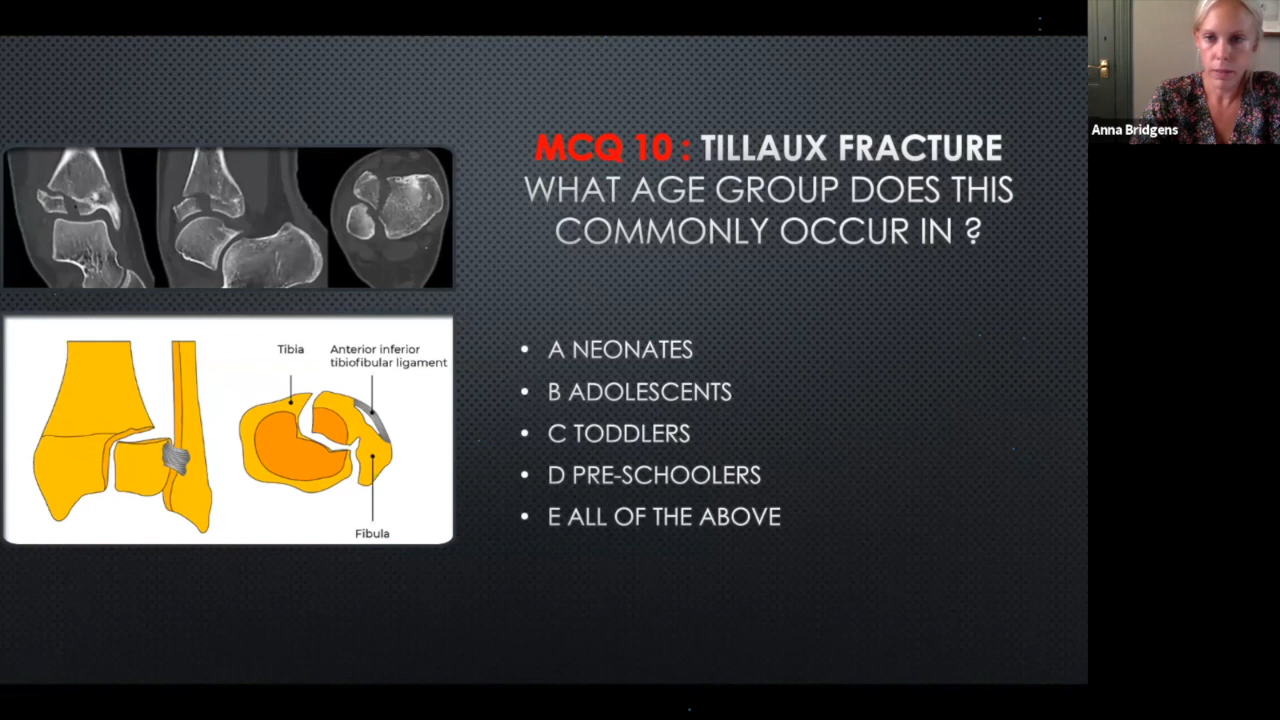 Anna Bridgens
MCQ 10 : TILLAUX FRACTURE
WHAT AGE GROUP DOES THIS
COMMONLY OCCUR IN ?
Tibia
Anterior inferior
tibiofibular ligament
Fibula
• A NEONATES
• B ADOLESCENTS
• C TODDLERS
• D PRE-SCHOOLERS
• E ALL OF THE ABOVE